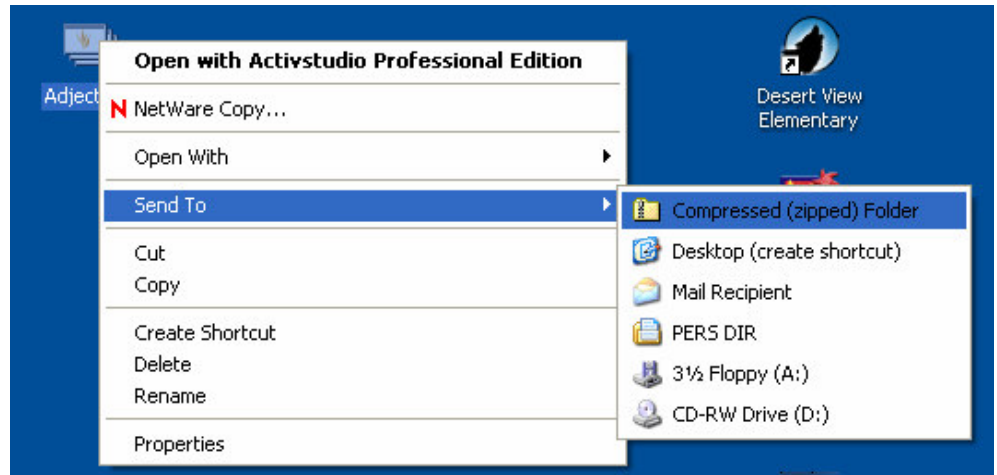 Open with Activstudio Professional Edition
Adject
NetWare Copy...
Open With
Send To
Cut
Copy
Create Shortcut
Delete
Rename
Properties
Compressed (zipped) Folder
Desktop (create shortcut)
Mail Recipient
PERS DIR
3½ Floppy (A:)
CD-RW Drive (D:)
Desert View
Elementary